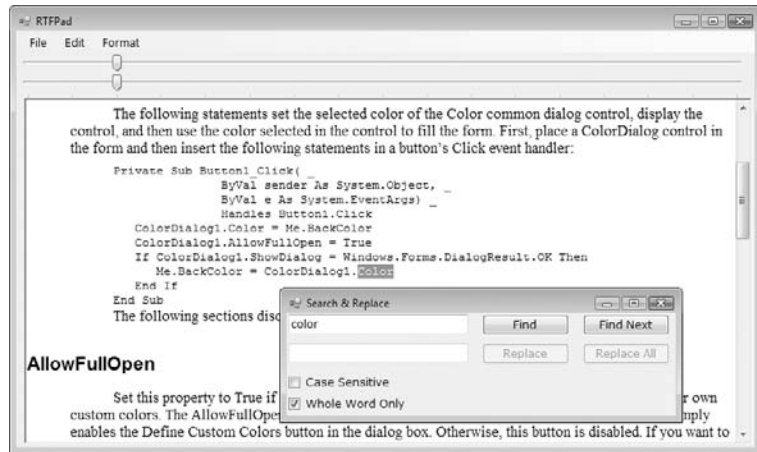 RTFPad
File Edit Format
The following statements set the selected color of the Color common dialog control, display the
control, and then use the color selected in the control to fill the form. First, place a ColorDialog control in
the form and then insert the following statements in a button's Click event handler:
Private Sub Button1_Click( _
ByVal sender As System.Object, _
ByVal e As System.EventArgs) _
Handles Button1.Click
ColorDialog1.Color = Me.BackColor
ColorDialog1.AllowFullOpen = True
If ColorDialog1.ShowDialog = Windows.Forms.DialogResult.OK Then
Me.BackColor = ColorDialog1.Color
End If
End Sub
The following sections disc
Search & Replace
color Find Find Next
Replace Replace All
Case Sensitive
Whole Word Only
AllowFullOpen
Set this property to True if r own
custom colors. The AllowFullOpe mply
enables the Define Custom Colors button in the dialog box. Otherwise, this button is disabled. If you want to